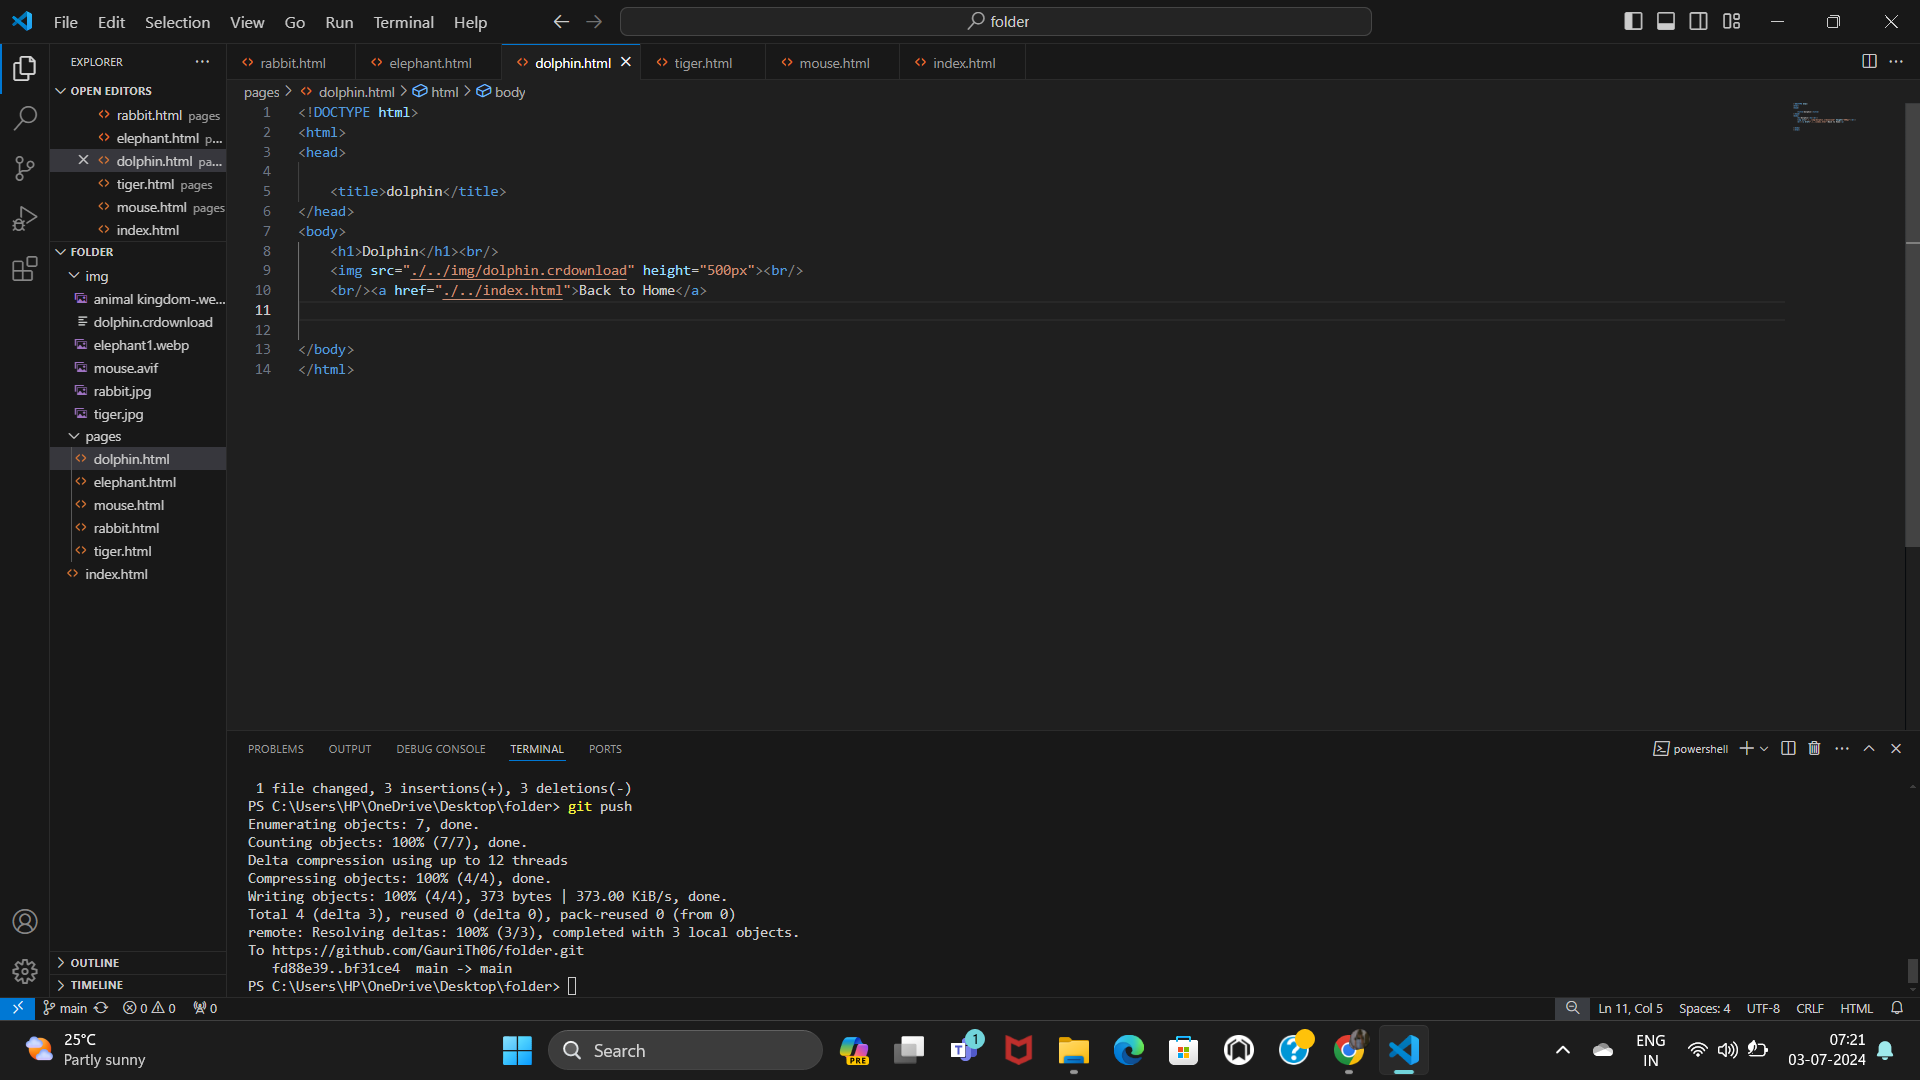 File Edit Selection View Go Run Terminal Help
folder
EXPLORER
rabbit.html
elephant.html
dolphin.html
tiger.html
mouse.html
index.html
OPEN EDITORS
rabbit.html pages
elephant.html p...
dolphin.html pa...
tiger.html pages
mouse.html pages
index.html
FOLDER
img
animal kingdom-.we...
dolphin.crdownload
elephant1.webp
mouse.avif
rabbit.jpg
tiger.jpg
pages
dolphin.html
elephant.html
mouse.html
rabbit.html
tiger.html
index.html
OUTLINE
TIMELINE
pages > dolphin.html > html > body
1 <!DOCTYPE html>
2 <html>
3 <head>
4
5 <title>dolphin</title>
6 </head>
7 <body>
8 <h1>Dolphin</h1><br/>
9 <img src="./../img/dolphin.crdownload" height="500px"><br/>
10 <br/><a href="./../index.html">Back to Home</a>
11
12
13 </body>
14 </html>
PROBLEMS OUTPUT DEBUG CONSOLE TERMINAL PORTS
powershell
1 file changed, 3 insertions(+), 3 deletions(-)
PS C:\Users\HP\OneDrive\Desktop\folder> git push
Enumerating objects: 7, done.
Counting objects: 100% (7/7), done.
Delta compression using up to 12 threads
Compressing objects: 100% (4/4), done.
Writing objects: 100% (4/4), 373 bytes | 373.00 KiB/s, done.
Total 4 (delta 3), reused 0 (delta 0), pack-reused 0 (from 0)
remote: Resolving deltas: 100% (3/3), completed with 3 local objects.
To https://github.com/GauriTh06/folder.git
fd88e39..bf31ce4 main -> main
PS C:\Users\HP\OneDrive\Desktop\folder>
main 0 0 0
Ln 11, Col 5 Spaces: 4 UTF-8 CRLF HTML
25°C
Partly sunny
Search
PRE
1
ENG
IN
07:21
03-07-2024